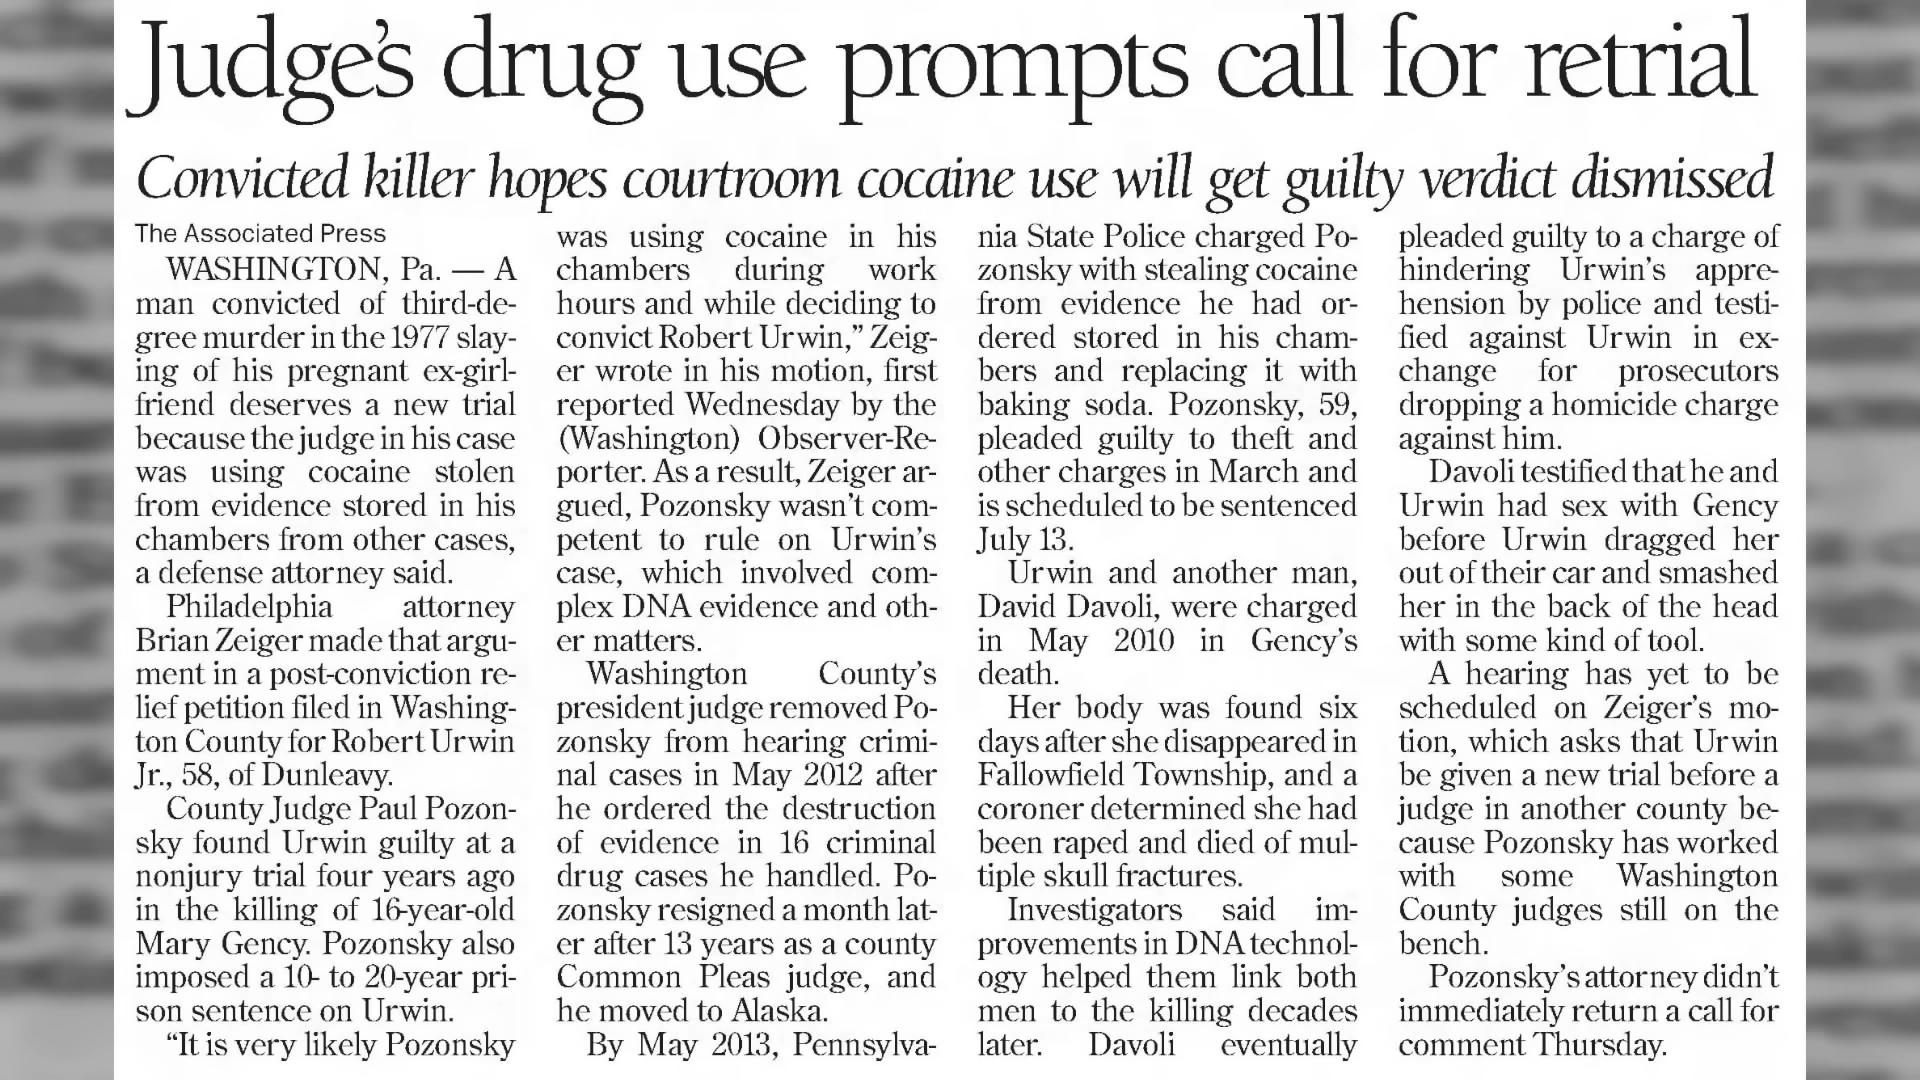 Judge's drug use prompts call for retrial
Convicted killer hopes courtroom cocaine use will get guilty verdict dismissed
The Associated Press
WASHINGTON, Pa. — A
man convicted of third-de-
gree murder in the 1977 slay-
ing of his pregnant ex-girl-
friend deserves a new trial
because the judge in his case
was using cocaine stolen
from evidence stored in his
chambers from other cases,
a defense attorney said.
Philadelphia attorney
Brian Zeiger made that argu-
ment in a post-conviction re-
lief petition filed in Washing-
ton County for Robert Urwin
Jr., 58, of Dunleavy.
County Judge Paul Pozon-
sky found Urwin guilty at a
nonjury trial four years ago
in the killing of 16-year-old
Mary Gency. Pozonsky also
imposed a 10- to 20-year pri-
son sentence on Urwin.
“It is very likely Pozonsky
was using cocaine in his
chambers during work
hours and while deciding to
convict Robert Urwin,” Zeig-
er wrote in his motion, first
reported Wednesday by the
(Washington) Observer-Re-
porter. As a result, Zeiger ar-
gued, Pozonsky wasn't com-
petent to rule on Urwin's
case, which involved com-
plex DNA evidence and oth-
er matters.
Washington County's
president judge removed Po-
zonsky from hearing crimi-
nal cases in May 2012 after
he ordered the destruction
of evidence in 16 criminal
drug cases he handled. Po-
zonsky resigned a month lat-
er after 13 years as a county
Common Pleas judge, and
he moved to Alaska.
By May 2013, Pennsylva-
nia State Police charged Po-
zonsky with stealing cocaine
from evidence he had or-
dered stored in his cham-
bers and replacing it with
baking soda. Pozonsky, 59,
pleaded guilty to theft and
other charges in March and
is scheduled to be sentenced
July 13.
Urwin and another man,
David Davoli, were charged
in May 2010 in Gency's
death.
Her body was found six
days after she disappeared in
Fallowfield Township, and a
coroner determined she had
been raped and died of mul-
tiple skull fractures.
Investigators said im-
provements in DNA technol-
ogy helped them link both
men to the killing decades
later. Davoli eventually
pleaded guilty to a charge of
hindering Urwin's appre-
hension by police and testi-
fied against Urwin in ex-
change for prosecutors
dropping a homicide charge
against him.
Davoli testified that he and
Urwin had sex with Gency
before Urwin dragged her
out of their car and smashed
her in the back of the head
with some kind of tool.
A hearing has yet to be
scheduled on Zeiger's mo-
tion, which asks that Urwin
be given a new trial before a
judge in another county be-
cause Pozonsky has worked
with some Washington
County judges still on the
bench.
Pozonsky's attorney didn't
immediately return a call for
comment Thursday.